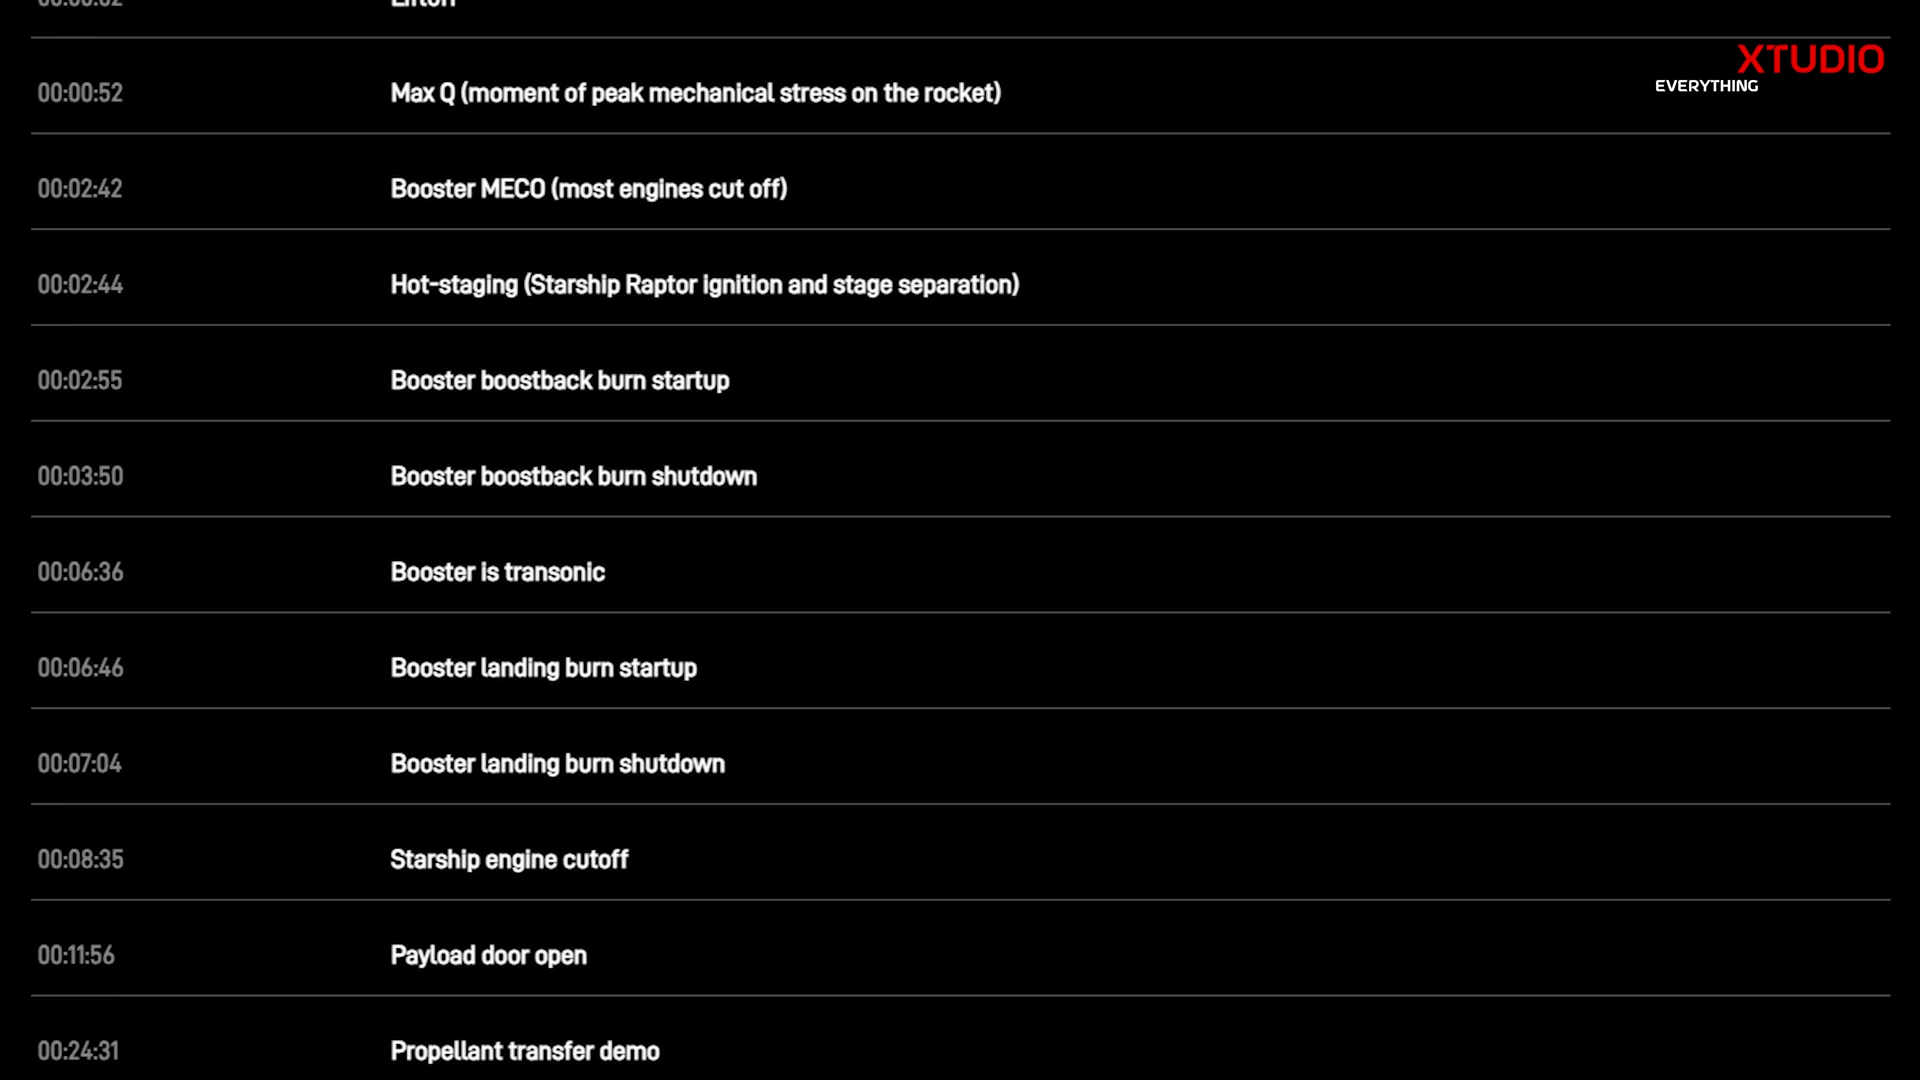 00:00:02 Liftoff
XTUDIO
EVERYTHING
00:00:52 Max Q (moment of peak mechanical stress on the rocket)
00:02:42 Booster MECO (most engines cut off)
00:02:44 Hot-staging (Starship Raptor ignition and stage separation)
00:02:55 Booster boostback burn startup
00:03:50 Booster boostback burn shutdown
00:06:36 Booster is transonic
00:06:46 Booster landing burn startup
00:07:04 Booster landing burn shutdown
00:08:35 Starship engine cutoff
00:11:56 Payload door open
00:24:31 Propellant transfer demo